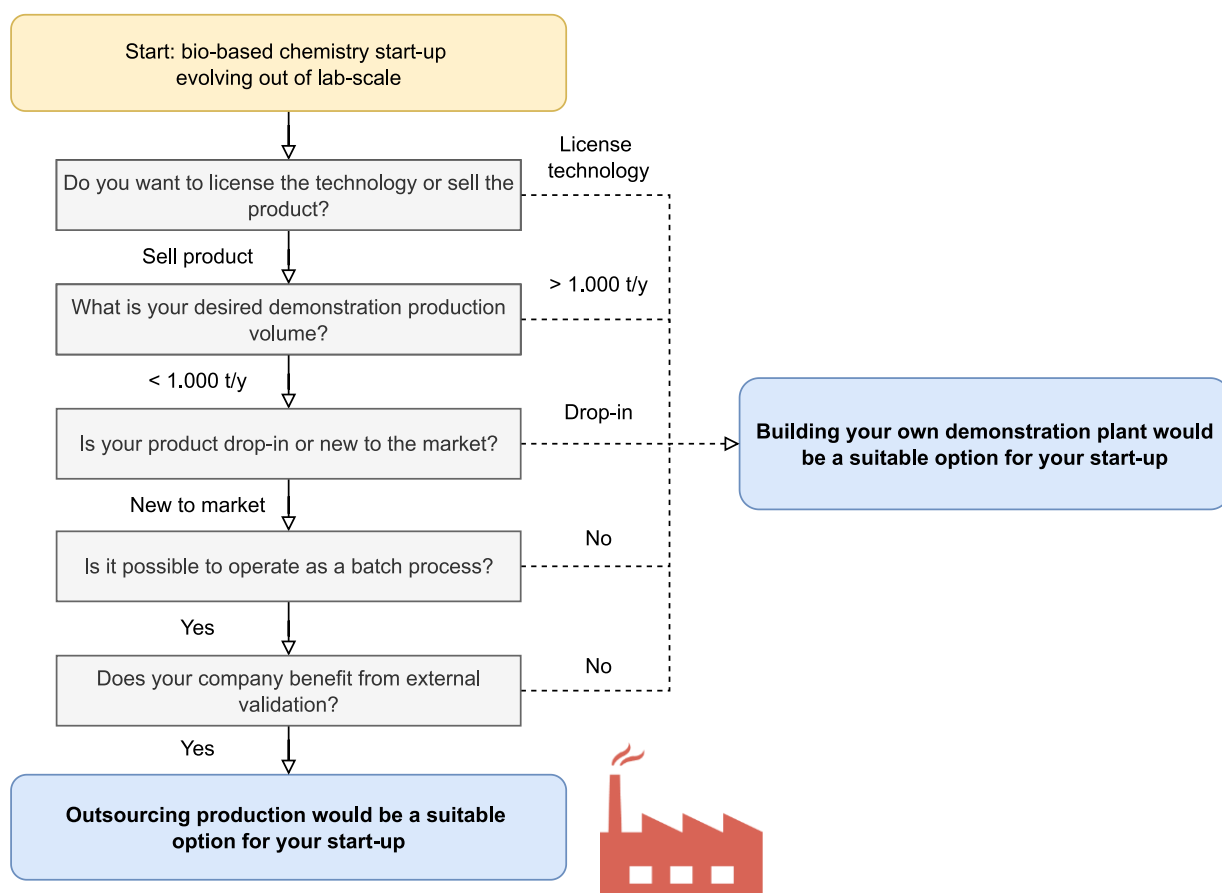 Start: bio-based chemistry start-up
evolving out of lab-scale
License
technology
Do you want to license the technology or sell the
product?
Sell product
> 1.000 t/y
What is your desired demonstration production
volume?
< 1.000 t/y
Drop-in
Is your product drop-in or new to the market?
Building your own demonstration plant would
be a suitable option for your start-up
New to market
No
Is it possible to operate as a batch process?
Yes
No
Does your company benefit from external
validation?
Yes
Outsourcing production would be a suitable
option for your start-up